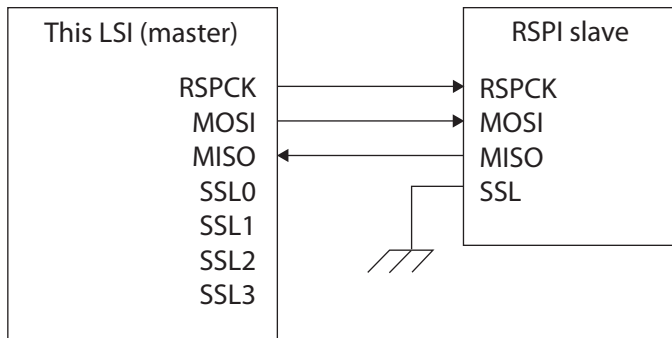 This LSI (master)
RSPI slave
RSPCK
RSPCK
MOSI
MOSI
MISO
MISO
SSL0
SSL
SSL1
SSL2
SSL3